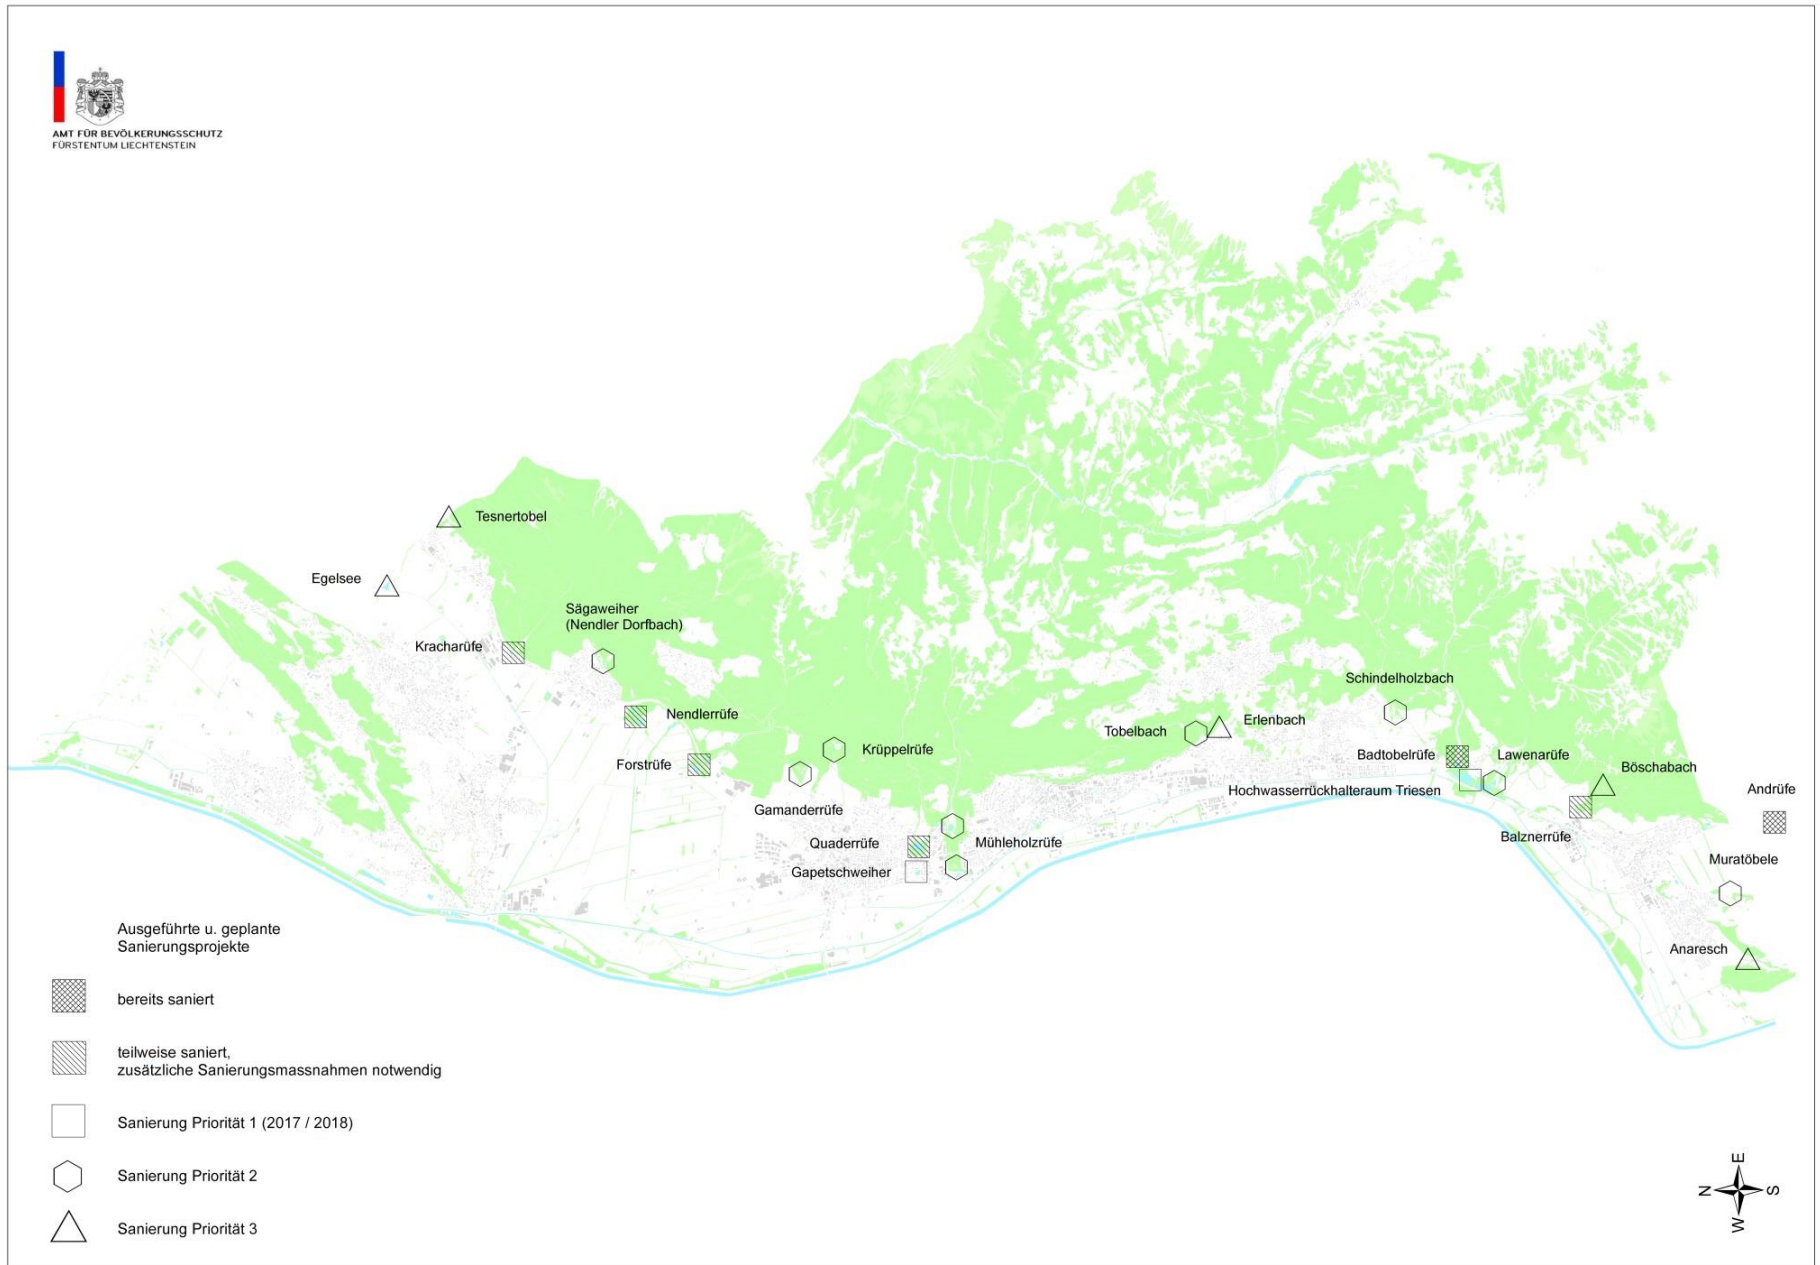 AMT FÜR BEVÖLKERUNGSSCHUTZ
FÜRSTENTUM LIECHTENSTEIN
Tesnertobel
Egelsee
Sägaweiher
(Nendler Dorfbach)
Kracharüfe
Schindelholzbach
Nendlerrüfe
Erlenbach
Tobelbach
Krüppelrüfe
Badtobelrüfe
Lawenarüfe
Forstrüfe
Böschabach
Hochwasserrückhalteraum Triesen
Andrüfe
Gamanderrüfe
Balznerrüfe
Quaderrüfe
Mühleholzrüfe
Muratöbele
Gapetschweiher
Anaresch
Ausgeführte u. geplante
Sanierungsprojekte
bereits saniert
teilweise saniert,
zusätzliche Sanierungsmassnahmen notwendig
Sanierung Priorität 1 (2017 / 2018)
Sanierung Priorität 2
Sanierung Priorität 3
E
N
S
W